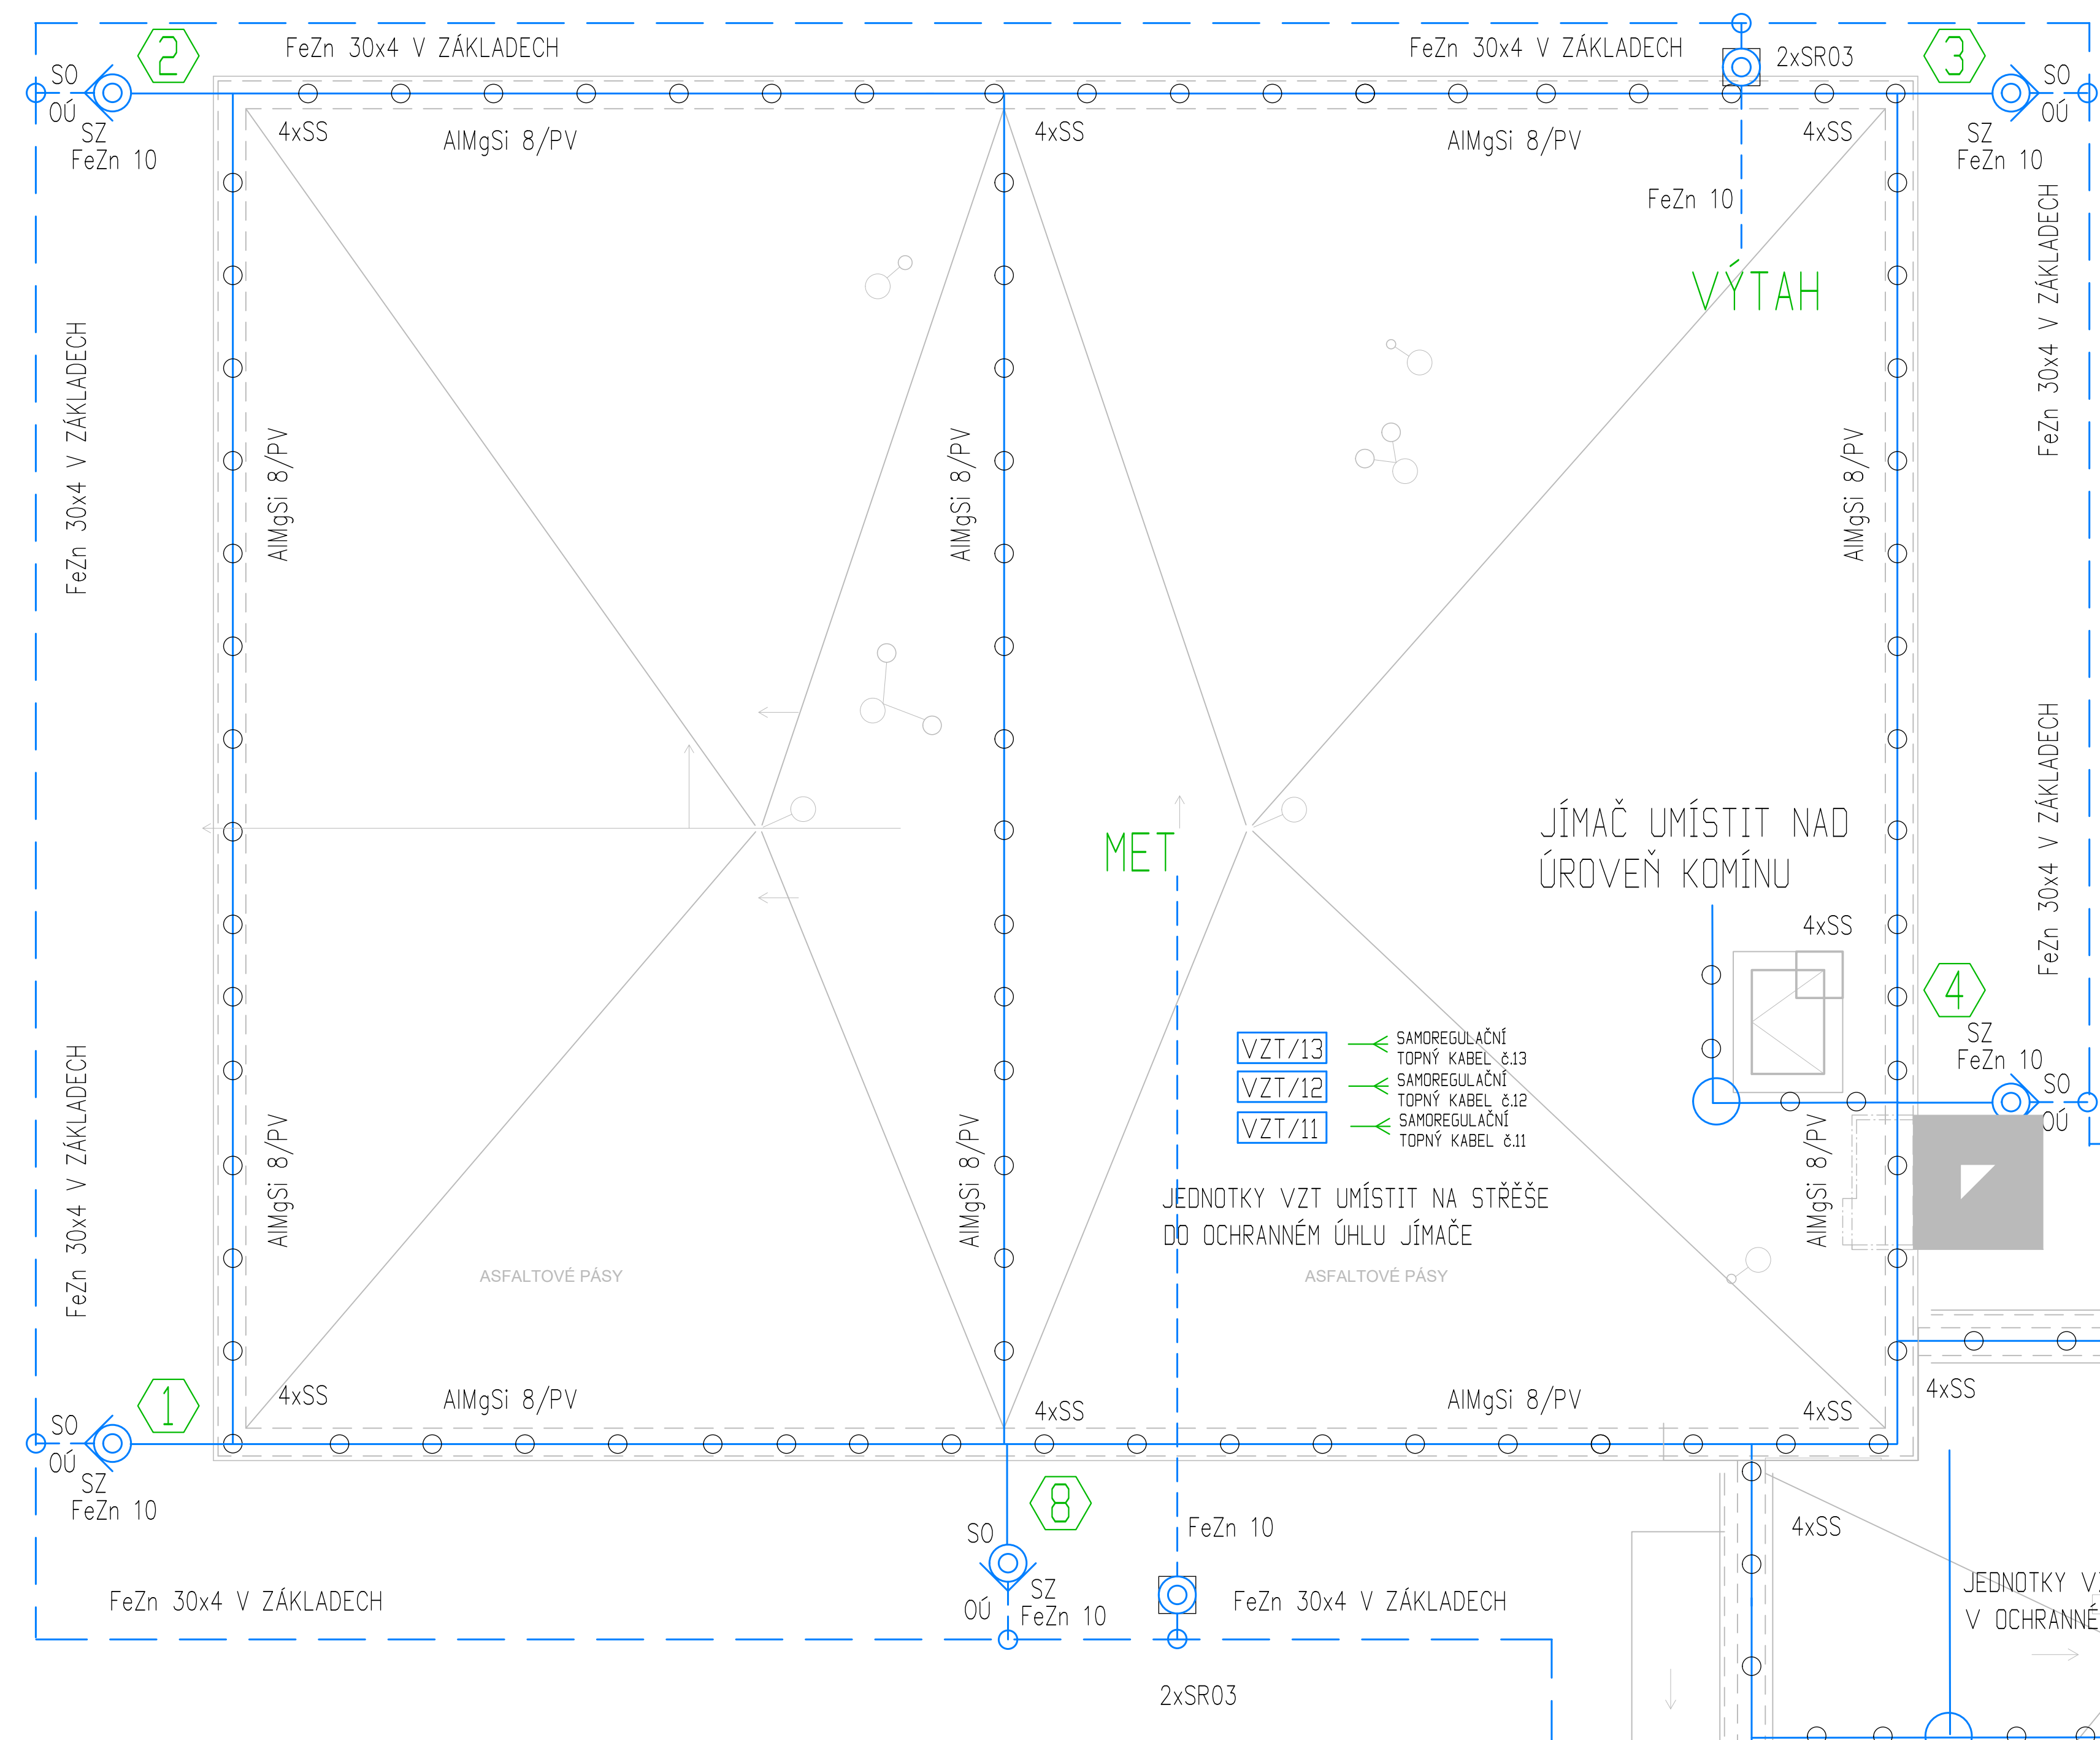 FeZn 30x4 V ZÁKLADECH
FeZn 30x4 V ZÁKLADECH
2
3
2xSR03
SO
OÚ
SZ
FeZn 10
SO
OÚ
SZ
FeZn 10
4xSS
AlMgSi 8/PV
4xSS
AlMgSi 8/PV
4xSS
FeZn 10
VÝTAH
FeZn 30x4 V ZÁKLADECH
FeZn 30x4 V ZÁKLADECH
AlMgSi 8/PV
AlMgSi 8/PV
AlMgSi 8/PV
FeZn 30x4 V ZÁKLADECH
MET
JÍMAČ UMÍSTIT NAD
ÚROVEŇ KOMÍNU
4xSS
4
SZ
FeZn 10
SO
OÚ
VZT/13
SAMOREGULAČNÍ
TOPNÝ KABEL č.13
VZT/12
SAMOREGULAČNÍ
TOPNÝ KABEL č.12
VZT/11
SAMOREGULAČNÍ
TOPNÝ KABEL č.11
FeZn 30x4 V ZÁKLADECH
AlMgSi 8/PV
AlMgSi 8/PV
AlMgSi 8/PV
JEDNOTKY VZT UMÍSTIT NA STŘĚŠE
DO OCHRANNÉM ÚHLU JÍMAČE
ASFALTOVÉ PÁSY
ASFALTOVÉ PÁSY
1
4xSS
AlMgSi 8/PV
4xSS
AlMgSi 8/PV
4xSS
4xSS
SO
OÚ
SZ
FeZn 10
8
SO
OÚ
SZ
FeZn 10
FeZn 10
4xSS
FeZn 30x4 V ZÁKLADECH
FeZn 30x4 V ZÁKLADECH
2xSR03
JEDNOTKY
V OCHRANNÉ